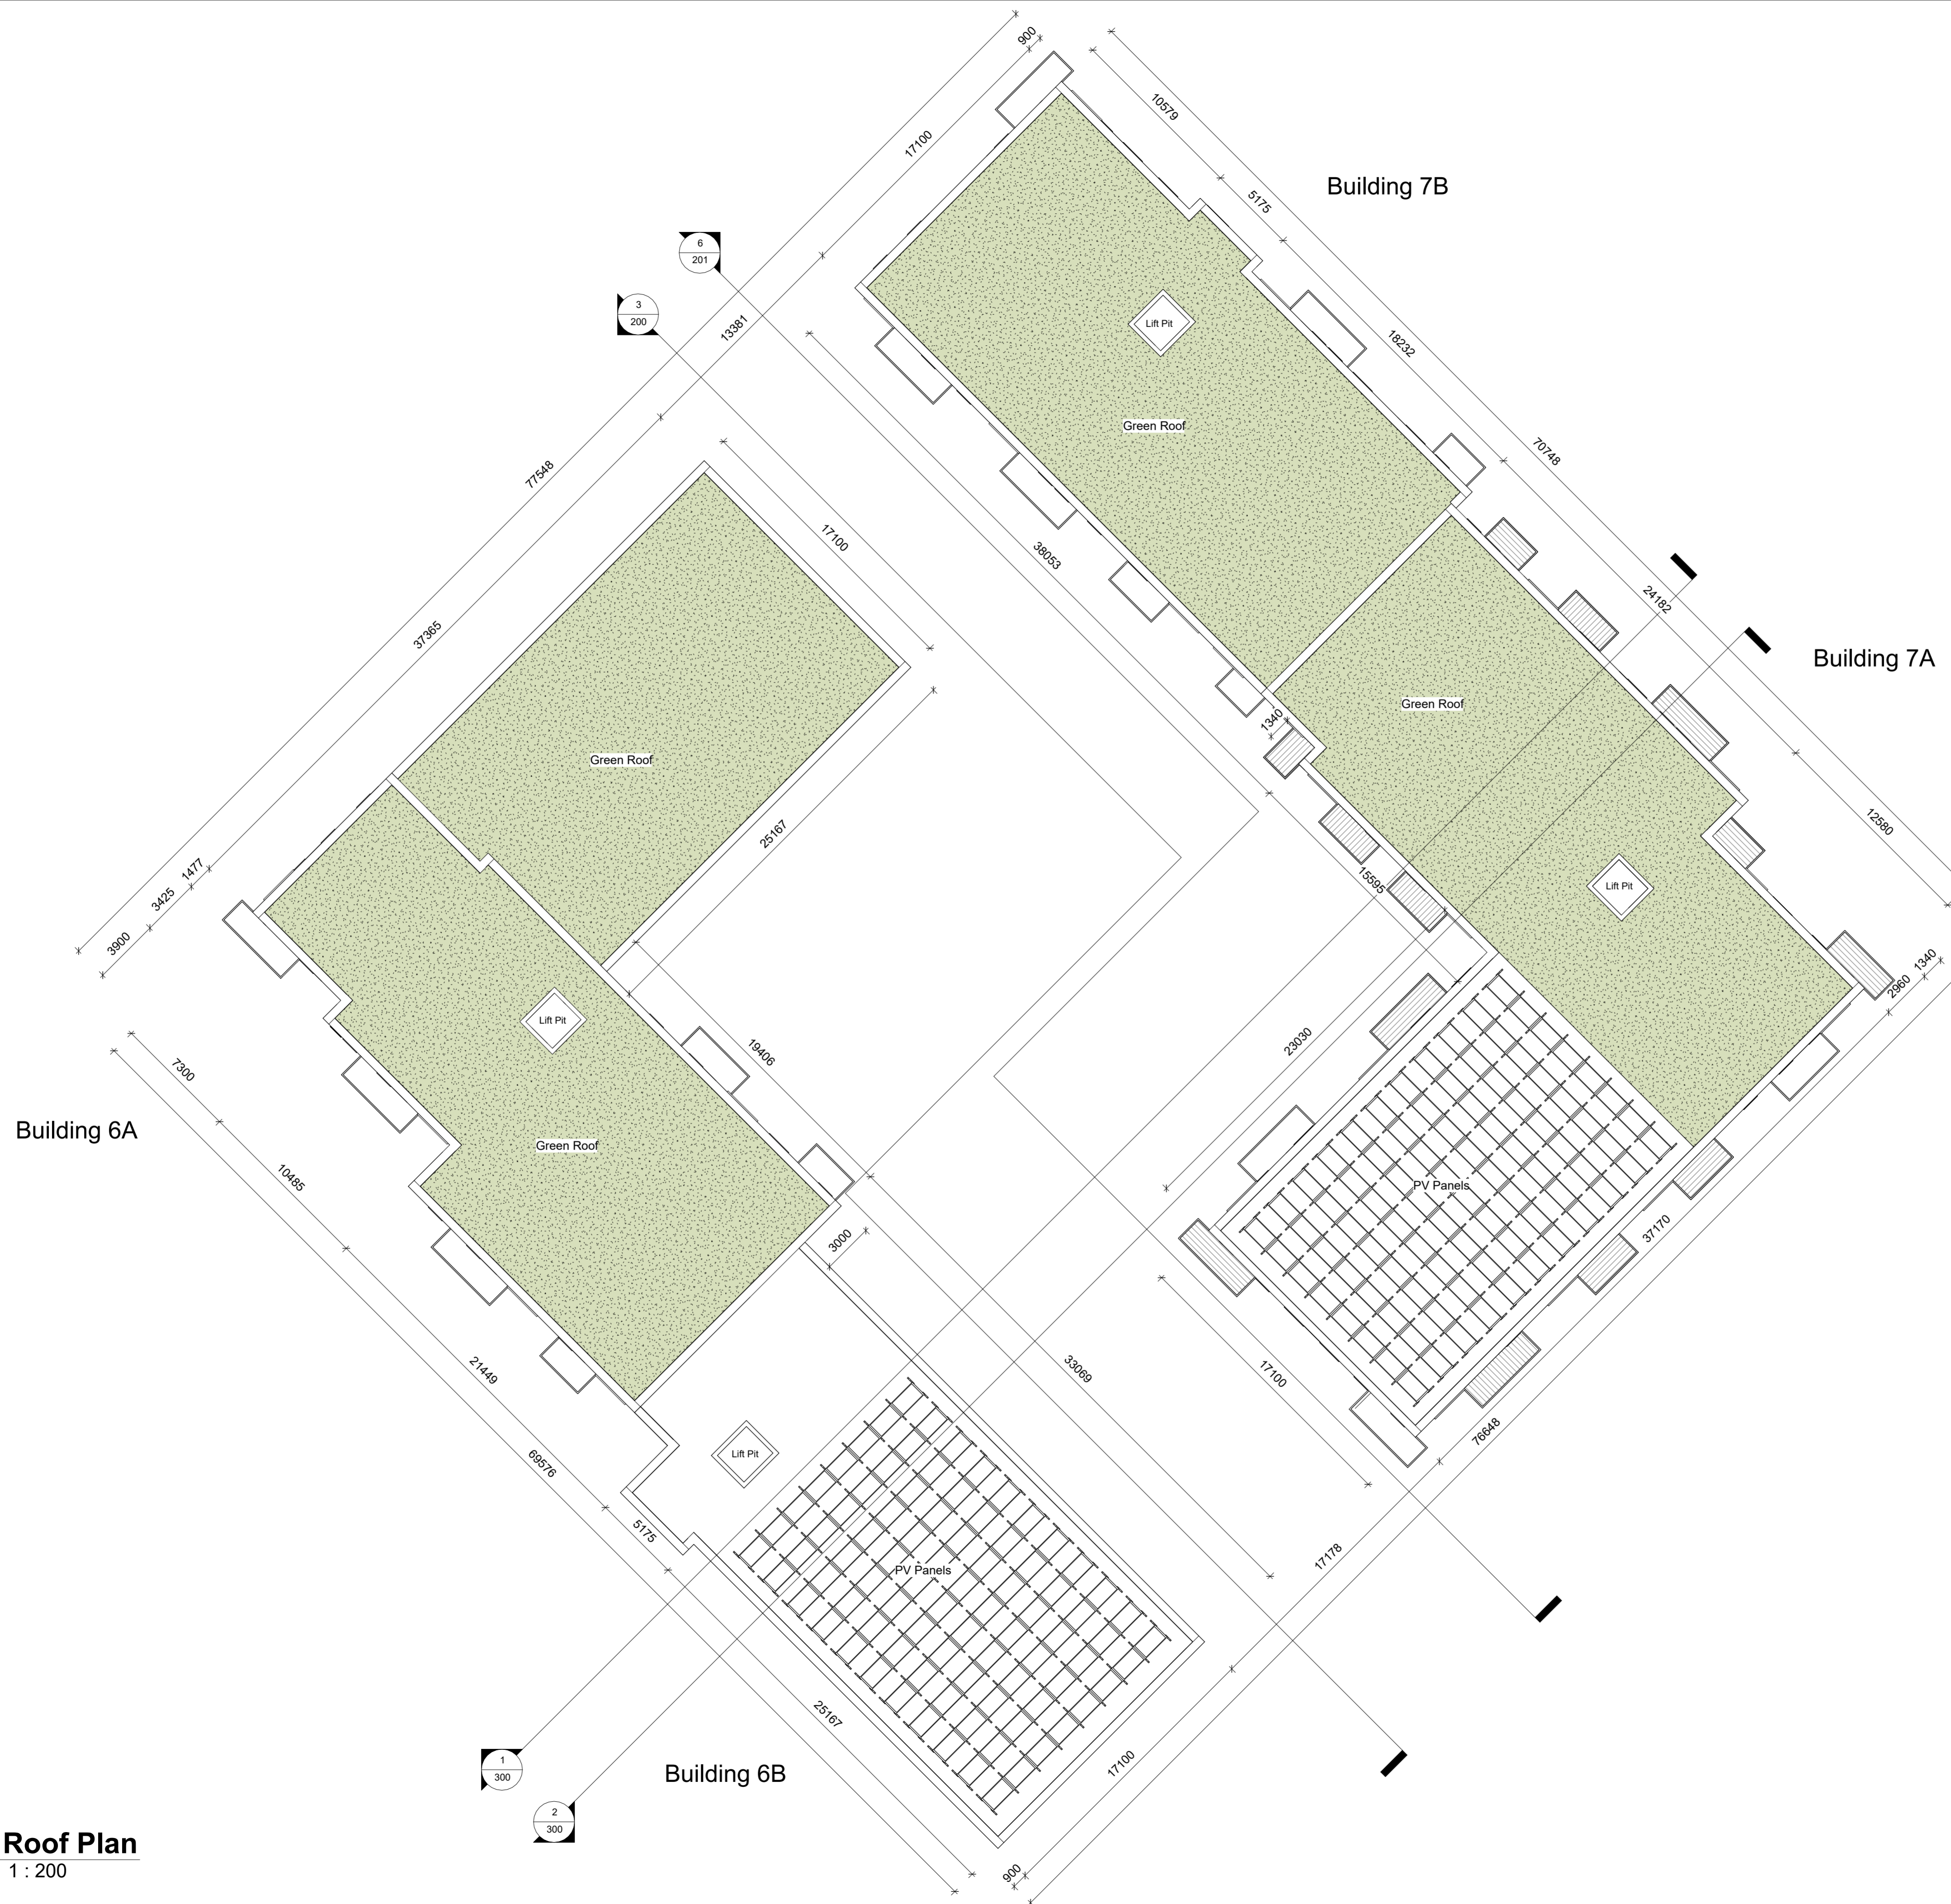 900
10579
17100
Building 7B
5175
6
201
3
200
13381
Lift Pit
18232
Green Roof
70748
77548
17100
38053
24182
37365
Building 7A
Green Roof
1340
Green Roof
12580
25167
1477
3425
3900
15595
Lift Pit
1340
2960
Lift Pit
23030
19406
7300
Building 6A
Green Roof
10485
PV Panels
3000
37170
21449
33069
17100
76648
69576
Lift Pit
5175
17178
PV Panels
25167
17100
1
300
Building 6B
2
300
Roof Plan
1 : 200
900